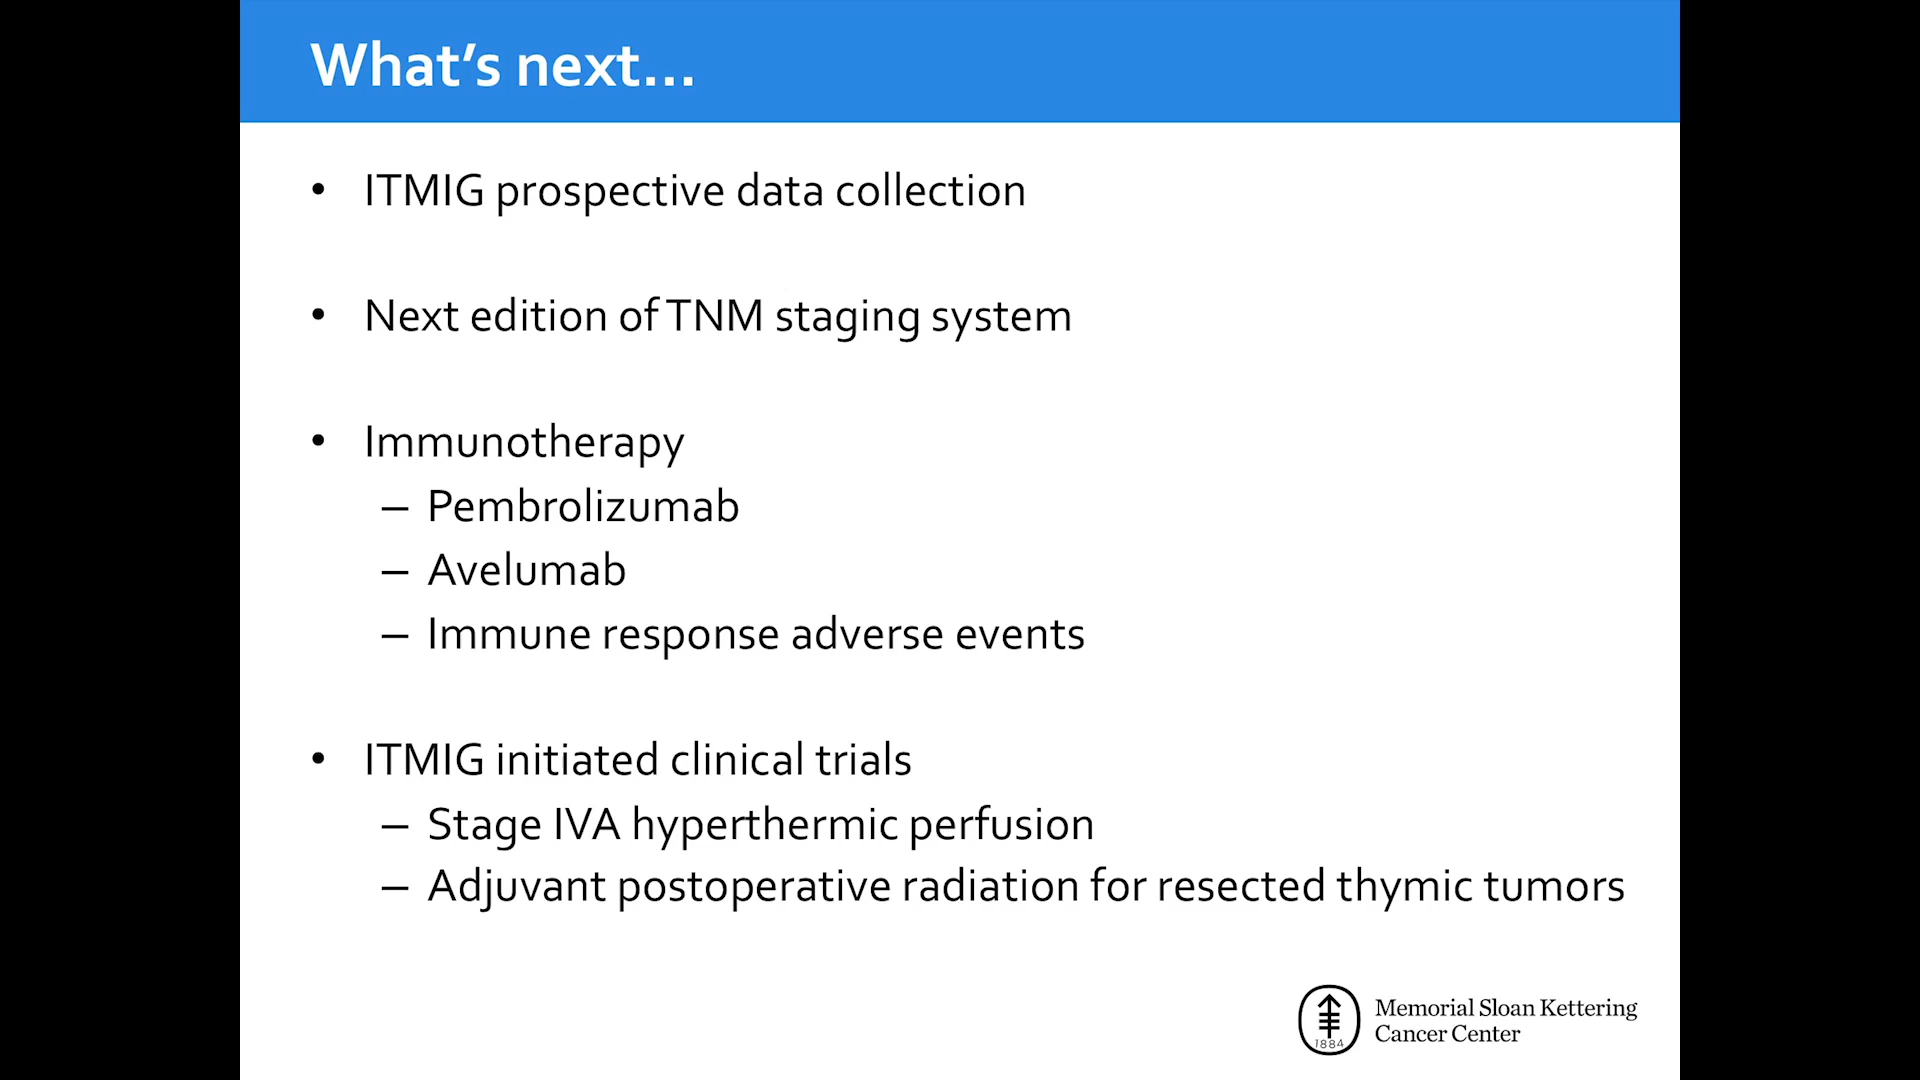 What’s next…
• ITMIG prospective data collection
• Next edition of TNM staging system
• Immunotherapy
– Pembrolizumab
– Avelumab
– Immune response adverse events
• ITMIG initiated clinical trials
– Stage IVA hyperthermic perfusion
– Adjuvant postoperative radiation for resected thymic tumors
1884
Memorial Sloan Kettering
Cancer Center